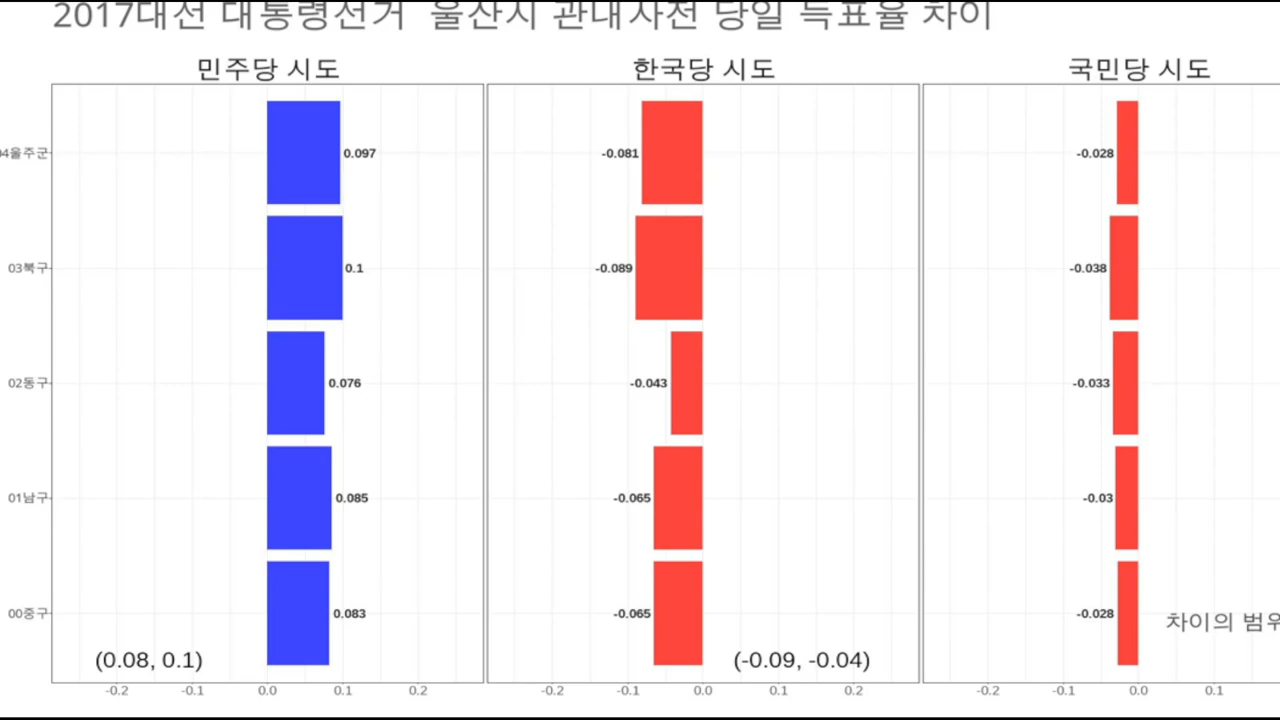 2017대선 대통령선거 울산시 관내사전 당일 득표율 차이
민주당 시도
한국당 시도
국민당 시도
04울주군
0.097
-0.081
-0.028
03북구
0.1
-0.089
-0.038
02동구
0.076
-0.043
-0.033
01남구
0.085
-0.065
-0.03
00중구
0.083
-0.065
-0.028
차이의 범위
(0.08, 0.1)
(-0.09, -0.04)
-0.2 -0.1 0.0 0.1 0.2
-0.2 -0.1 0.0 0.1 0.2
-0.2 -0.1 0.0 0.1